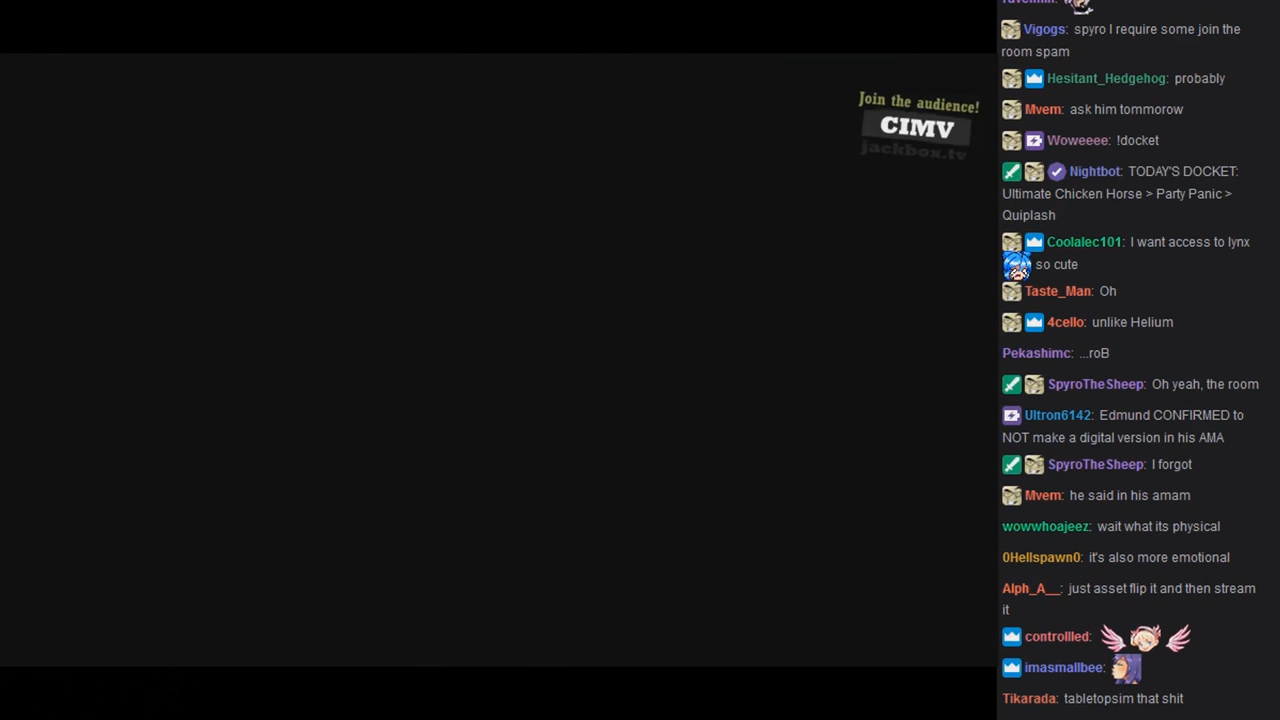 Join the audience!
CIMV
jackbox.tv
Vigogs: spyro I require some join the
room spam
Hesitant_Hedgehog: probably
Mvem: ask him tommorow
Woweeee: !docket
Nightbot: TODAY'S DOCKET:
Ultimate Chicken Horse > Party Panic >
Quiplash
Coolalec101: I want access to lynx
so cute
Taste_Man: Oh
4cello: unlike Helium
Pekashimc: ...roB
SpyroTheSheep: Oh yeah, the room
Ultron6142: Edmund CONFIRMED to
NOT make a digital version in his AMA
SpyroTheSheep: I forgot
Mvem: he said in his amam
wowwhoajeez: wait what its physical
0Hellspawn0: it's also more emotional
Alph_A__: just asset flip it and then stream
it
controllled:
imasmallbee:
Tikarada: tabletopsim that shit